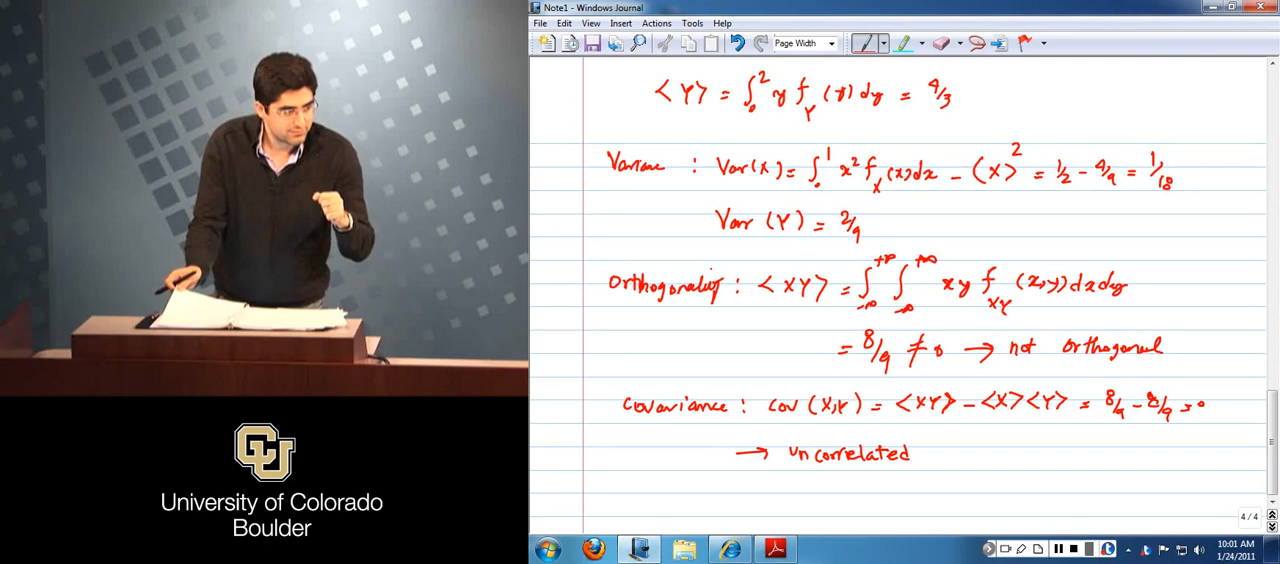 Note1 - Windows Journal
File Edit View Insert Actions Tools Help
Page Width
<Y> = ∫₀² y f_Y (y) dy = 4/3
Variance : Var(X) = ∫₀¹ x² f_X (x) dx - <X>² = 1/2 - 4/9 = 1/18
Var (Y) = 2/9
Orthogonality : <XY> = ∫₋∞⁺∞ ∫₋∞⁺∞ xy f_XY (x,y) dx dy
= 8/9 ≠ 0 → not orthogonal
Covariance : cov (X,Y) = <XY> - <X><Y> = 8/9 - 8/9 = 0
→ uncorrelated
4 / 4
10:01 AM
1/24/2011
CU
University of Colorado
Boulder